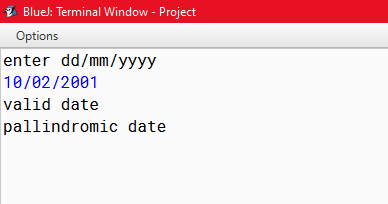 BlueJ: Terminal Window - Project
Options
enter dd/mm/yyyy
10/02/2001
valid date
pallindromic date